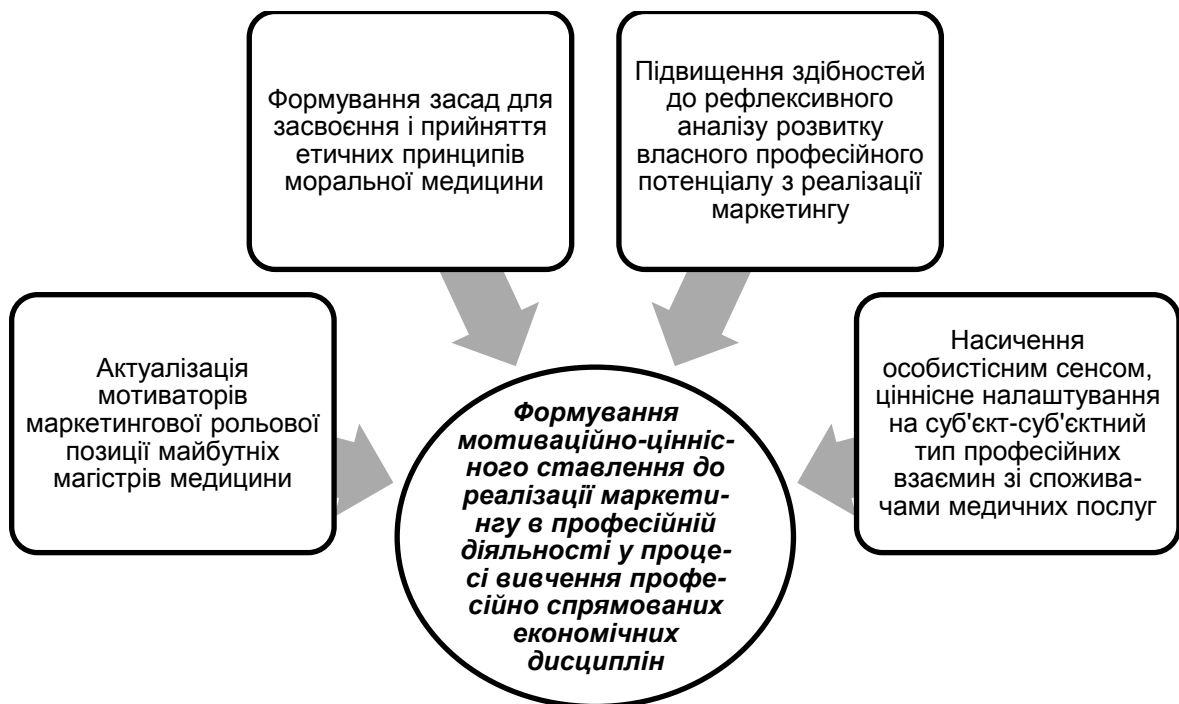 Формування засад для
засвоєння і прийняття
етичних принципів
моральної медицини
Підвищення здібностей
до рефлексивного
аналізу розвитку
власного професійного
потенціалу з реалізації
маркетингу
Актуалізація
мотиваторів
маркетингової рольової
позиції майбутніх
магістрів медицини
Насичення
особистісним сенсом,
ціннісне налаштування
на суб'єкт-суб'єктний
тип професійних
взаємин зі спожива-
чами медичних послуг
Формування
мотиваційно-цінніс-
ного ставлення до
реалізації маркети-
нгу в професійній
діяльності у проце-
сі вивчення профе-
сійно спрямованих
економічних
дисциплін